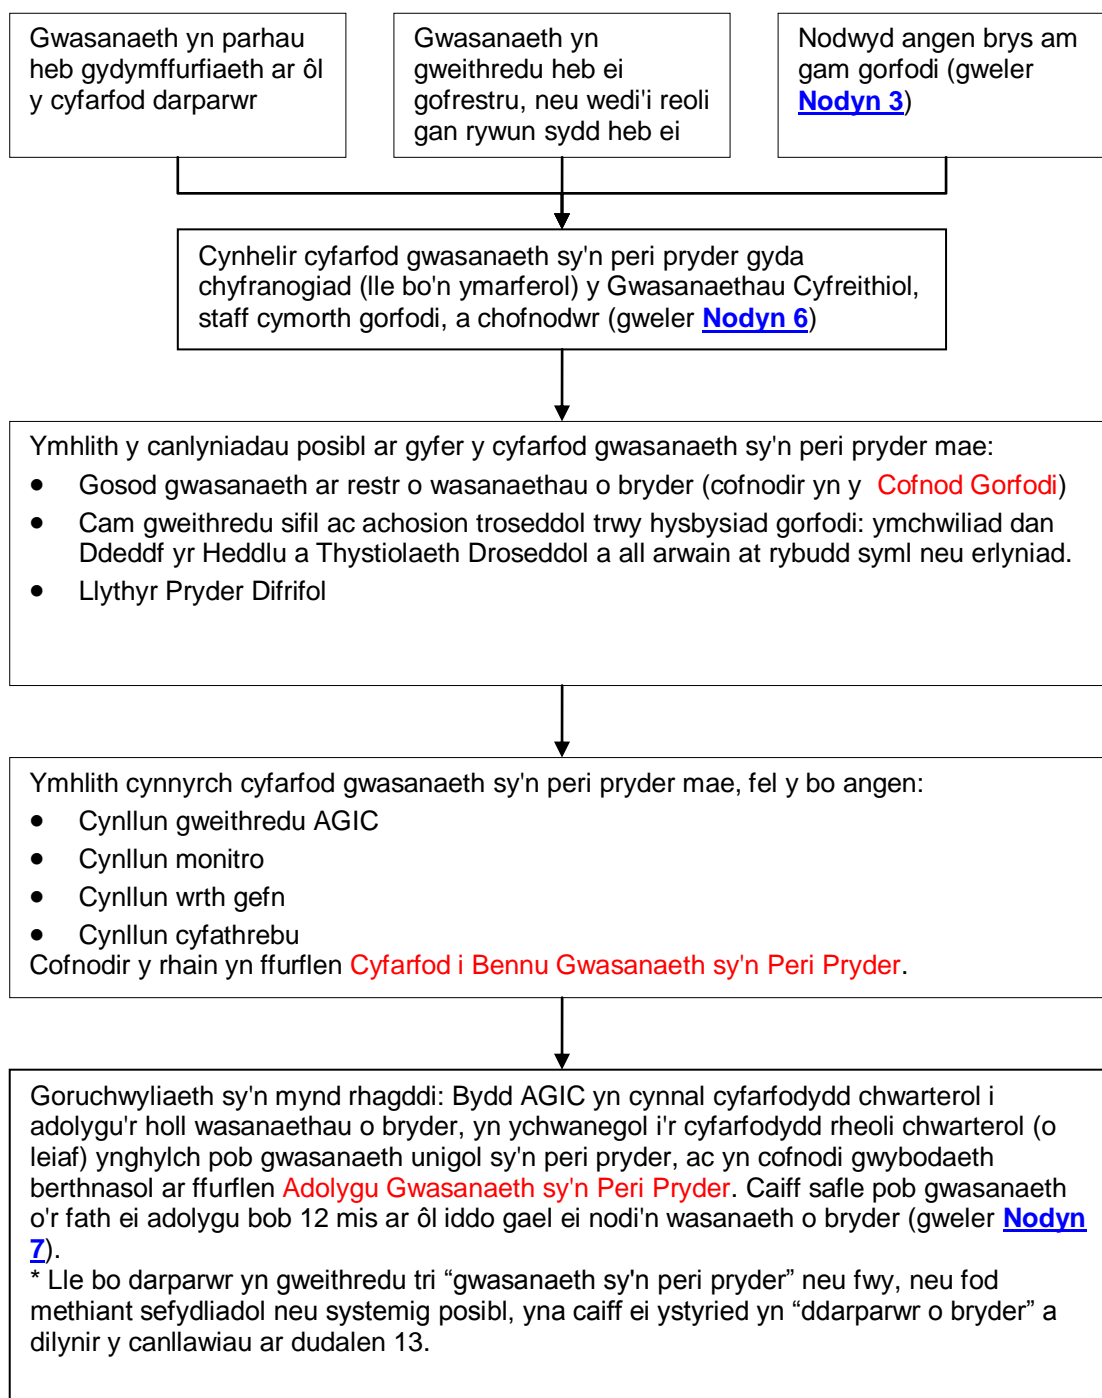 Gwasanaeth yn parhau
heb gydymffurfiaeth ar ôl
y cyfarfod darparwr
Gwasanaeth yn
gweithredu heb ei
gofrestru, neu wedi'i reoli
gan rywun sydd heb ei
Nodwyd angen brys am
gam gorfodi (gweler
Nodyn 3)
Cynhelir cyfarfod gwasanaeth sy'n peri pryder gyda
chyfranogiad (lle bo'n ymarferol) y Gwasanaethau Cyfreithiol,
staff cymorth gorfodi, a chofnodwr (gweler Nodyn 6)
Ymhlith y canlyniadau posibl ar gyfer y cyfarfod gwasanaeth sy'n peri pryder mae:
• Gosod gwasanaeth ar restr o wasanaethau o bryder (cofnodir yn y Cofnod Gorfodi)
• Cam gweithredu sifil ac achosion troseddol trwy hysbysiad gorfodi: ymchwiliad dan
Ddeddf yr Heddlu a Thystiolaeth Droseddol a all arwain at rybudd syml neu erlyniad.
• Llythyr Pryder Difrifol
Ymhlith cynnyrch cyfarfod gwasanaeth sy'n peri pryder mae, fel y bo angen:
• Cynllun gweithredu AGIC
• Cynllun monitro
• Cynllun wrth gefn
• Cynllun cyfathrebu
Cofnodir y rhain yn ffurflen Cyfarfod i Bennu Gwasanaeth sy'n Peri Pryder.
Goruchwyliaeth sy'n mynd rhagddi: Bydd AGIC yn cynnal cyfarfodydd chwarterol i
adolygu'r holl wasanaethau o bryder, yn ychwanegol i'r cyfarfodydd rheoli chwarterol (o
leiaf) ynghylch pob gwasanaeth unigol sy'n peri pryder, ac yn cofnodi gwybodaeth
berthnasol ar ffurflen Adolygu Gwasanaeth sy'n Peri Pryder. Caiff safle pob gwasanaeth
o'r fath ei adolygu bob 12 mis ar ôl iddo gael ei nodi'n wasanaeth o bryder (gweler Nodyn
7).
* Lle bo darparwr yn gweithredu tri “gwasanaeth sy'n peri pryder” neu fwy, neu fod
methiant sefydliadol neu systemig posibl, yna caiff ei ystyried yn “ddarparwr o bryder” a
dilynir y canllawiau ar dudalen 13.